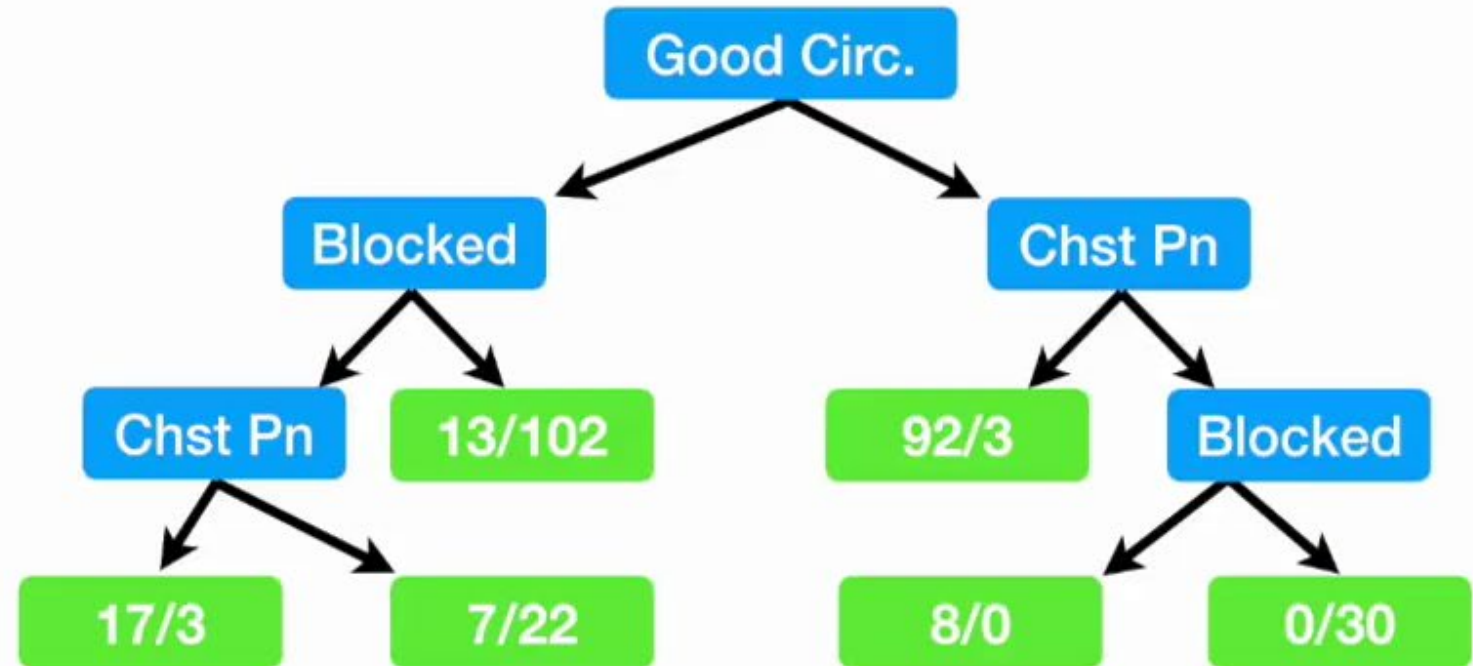 Good Circ.
Blocked
Chst Pn
Chst Pn
13/102
92/3
Blocked
17/3
7/22
8/0
0/30